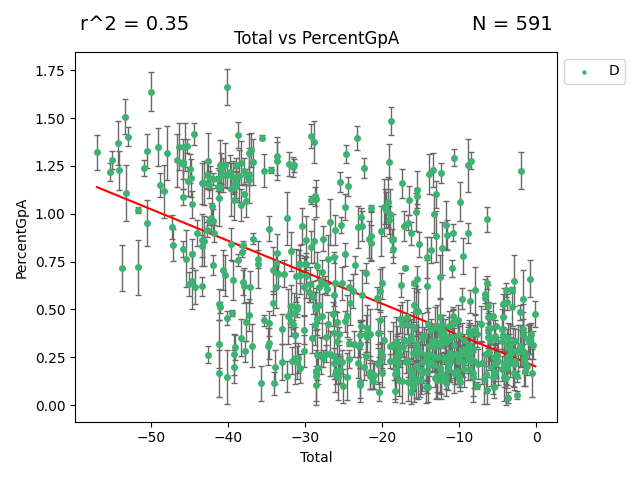 r^2 = 0.35
N = 591
Total vs PercentGpA
D
PercentGpA
1.75
1.50
1.25
1.00
0.75
0.50
0.25
0.00
−50
−40
−30
−20
−10
0
Total